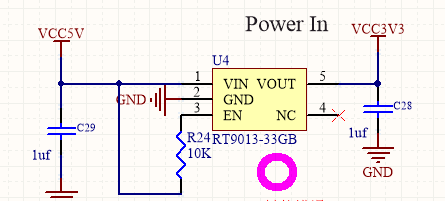 Power In
VCC5V
VCC3V3
U4
1 VIN VOUT 5
GND 2 GND
3 EN NC 4
C29
1uf
R24
10K
RT9013-33GB
C28
1uf
GND